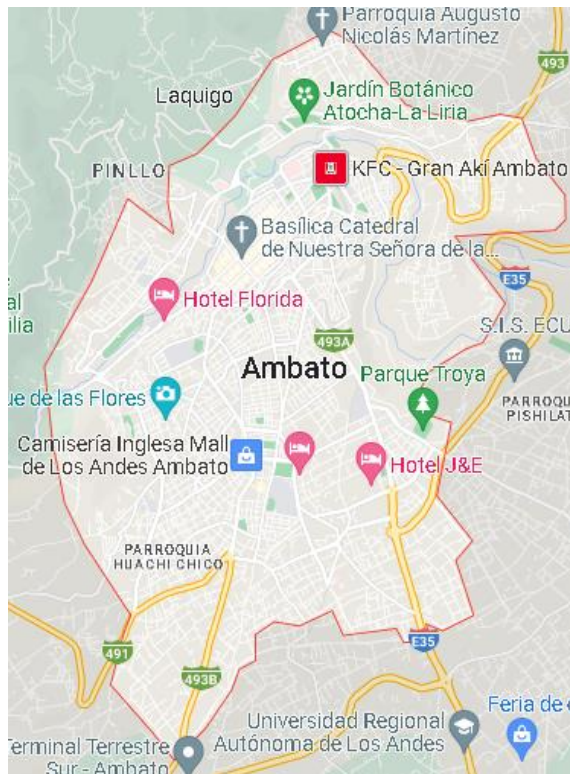 Parroquia Augusto
Nicolás Martínez
493
Laquigo
Jardín Botánico
Atocha-La Liria
PINLLO
KFC - Gran Akí Ambato
Basílica Catedral
de Nuestra Señora de la...
E35
al
ilia
Hotel Florida
493A
S.I.S. ECU
Ambato
Parque Troya
ue de las Flores
PARROQU
PISHILAT
Camisería Inglesa Mall
de Los Andes Ambato
Hotel J&E
PARROQUIA
HUACHI CHICO
491
E35
493B
Universidad Regional
Autónoma de Los Andes
Feria de
Terminal Terrestre
Sur - Ambato